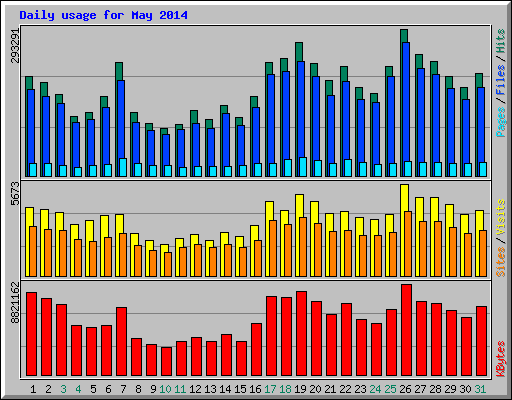 Daily usage for May 2014
293291
Pages / Files / Hits
5673
Sites / Visits
8821162
KBytes
1 2 3 4 5 6 7 8 9 10 11 12 13 14 15 16 17 18 19 20 21 22 23 24 25 26 27 28 29 30 31